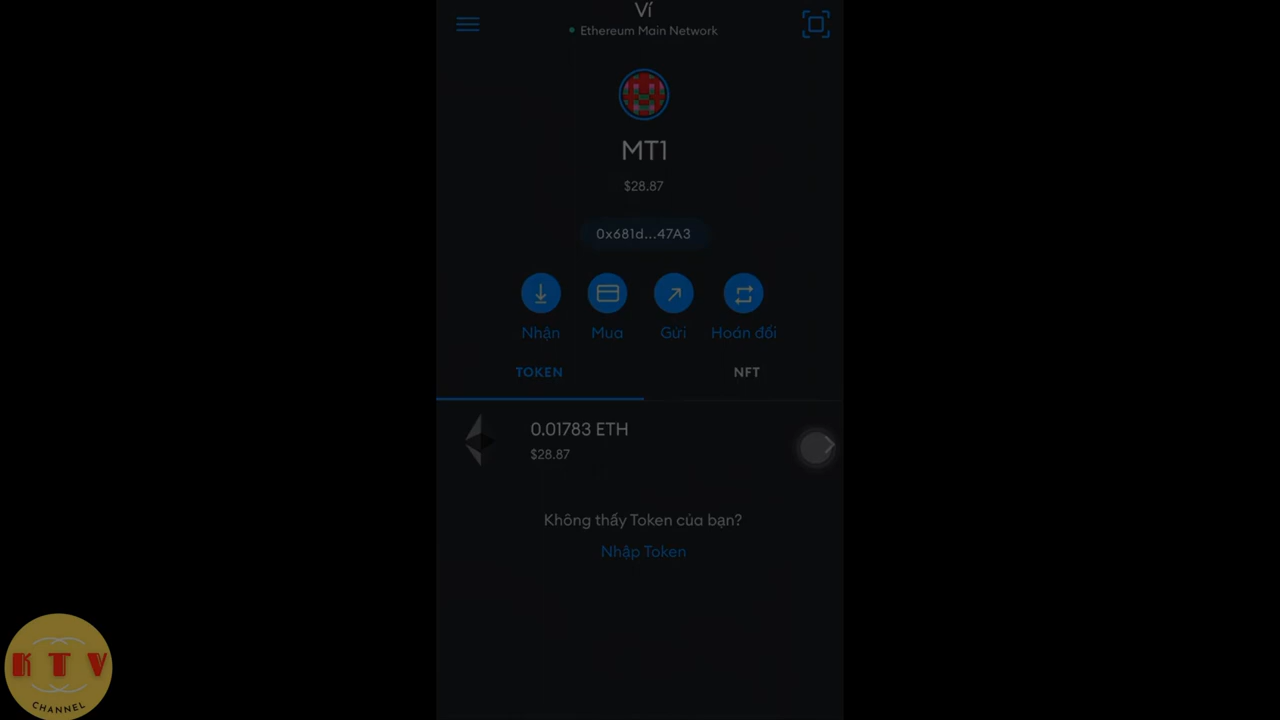 Ví
Ethereum Main Network
MT1
$28.87
0x681d...47A3
Nhận
Mua
Gửi
Hoán đổi
TOKEN
NFT
0.01783 ETH
$28.87
Không thấy Token của bạn?
Nhập Token
KTV
CHANNEL